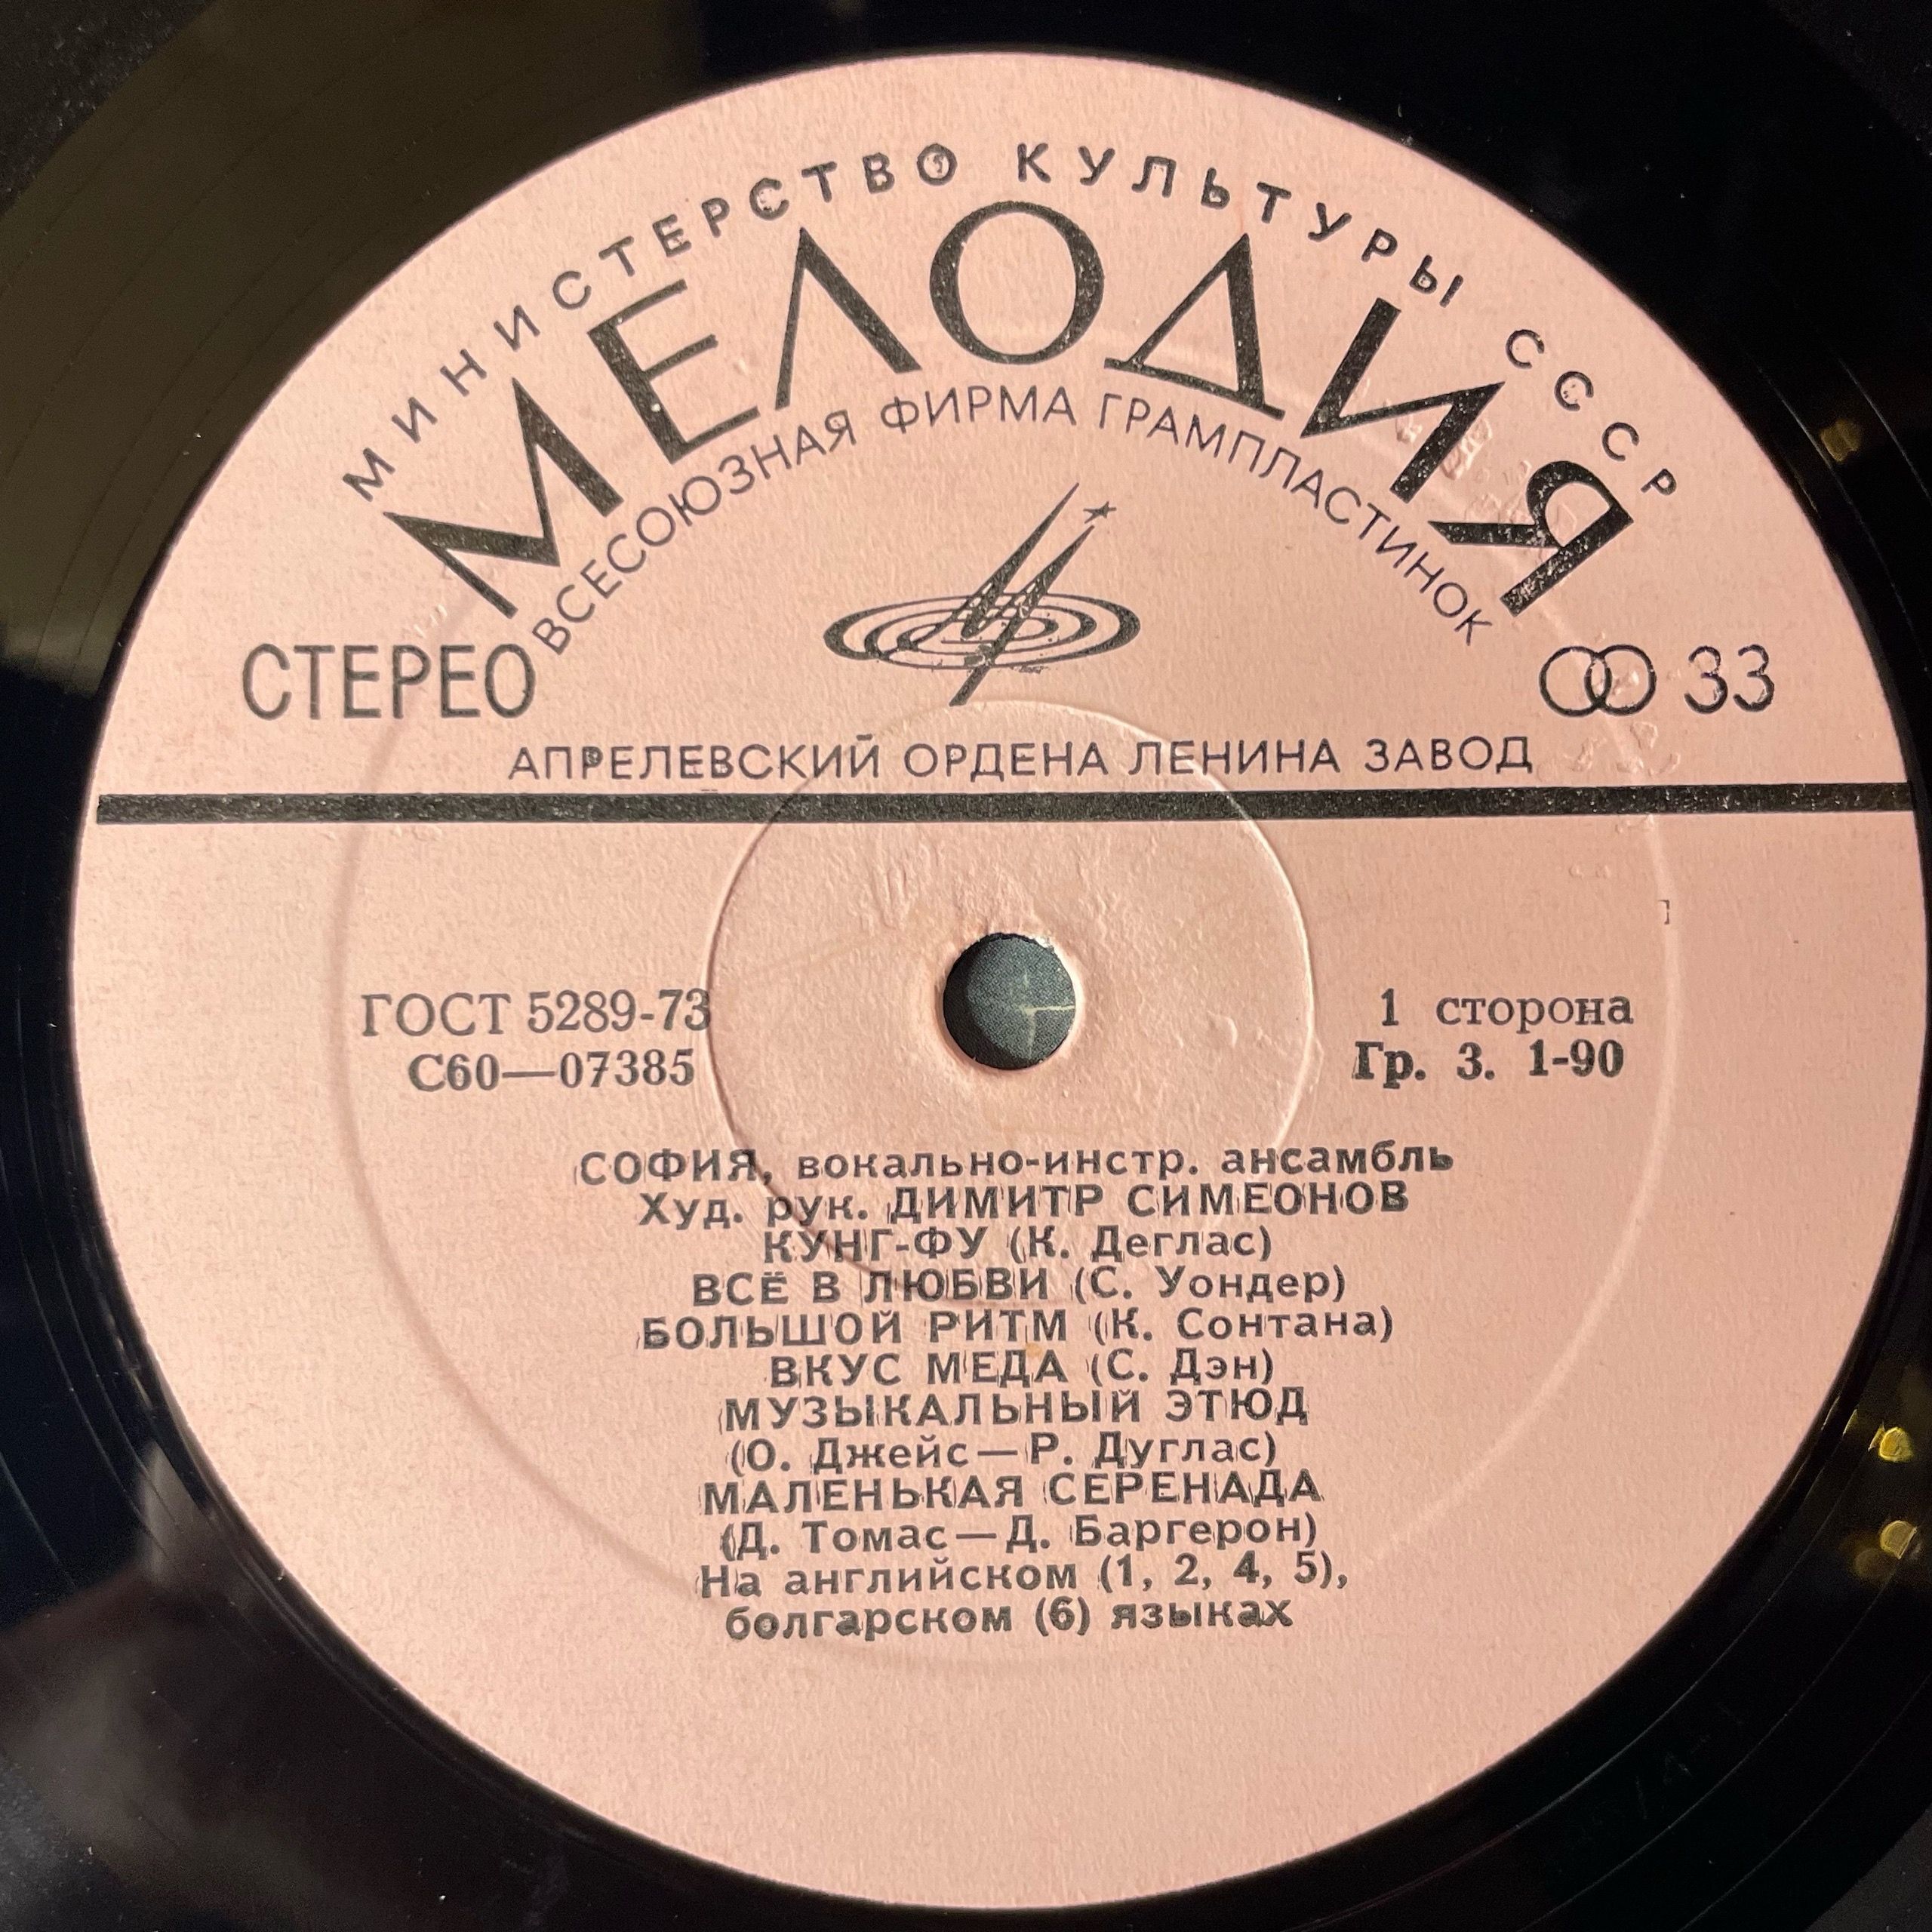 МИНИСТЕРСТВО КУЛЬТУРЫ СССР
МЕЛОДИЯ
ВСЕСОЮЗНАЯ ФИРМА ГРАМПЛАСТИНОК
СТЕРЕО
33
АПРЕЛЕВСКИЙ ОРДЕНА ЛЕНИНА ЗАВОД
ГОСТ 5289-73
1 сторона
С60—07385
Гр. 3. 1-90
СОФИЯ, вокально-инстр. ансамбль
Худ. рук. ДИМИТР СИМЕОНОВ
КУНГ-ФУ (К. Деглас)
ВСЁ В ЛЮБВИ (С. Уондер)
БОЛЬШОЙ РИТМ (К. Сонтана)
ВКУС МЕДА (С. Дэн)
МУЗЫКАЛЬНЫЙ ЭТЮД
(О. Джейс—Р. Дуглас)
МАЛЕНЬКАЯ СЕРЕНАДА
(Д. Томас—Д. Баргерон)
На английском (1, 2, 4, 5),
болгарском (6) языках